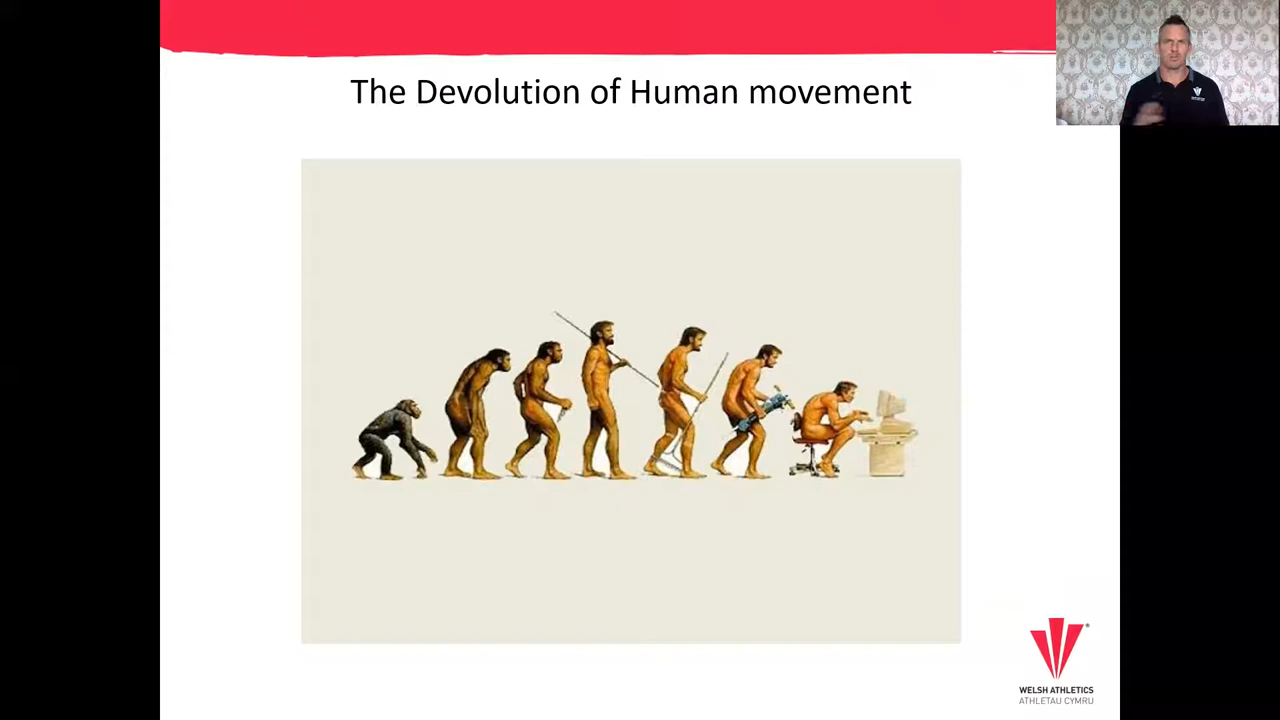 The Devolution of Human movement
WELSH ATHLETICS
ATHLETAU CYMRU